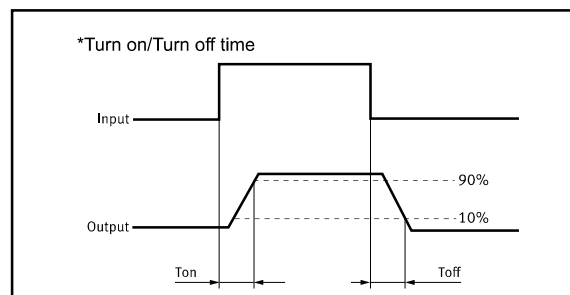 *Turn on/Turn off time
Input
90%
10%
Output
Ton
Toff